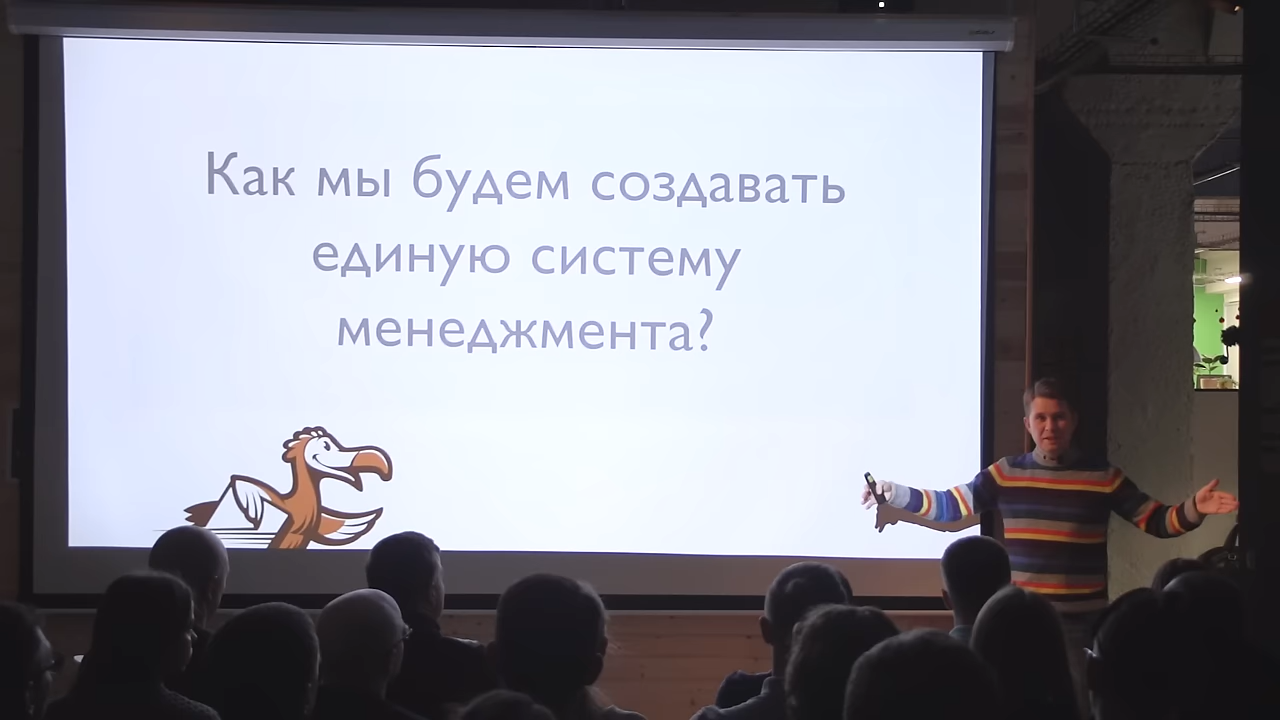 Как мы будем создавать
единую систему
менеджмента?